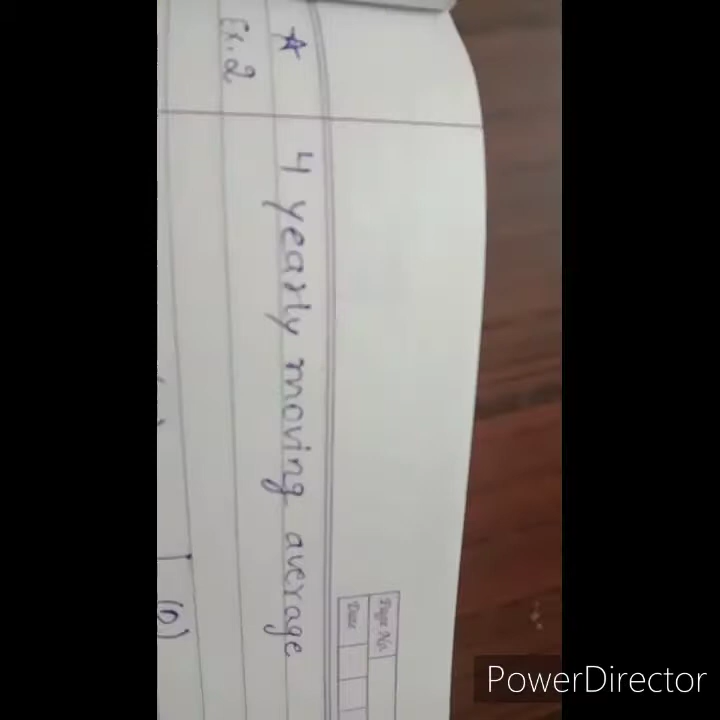 Page No.
Date
☆ 4 yearly moving average
Ex. 2
(D)
PowerDirector